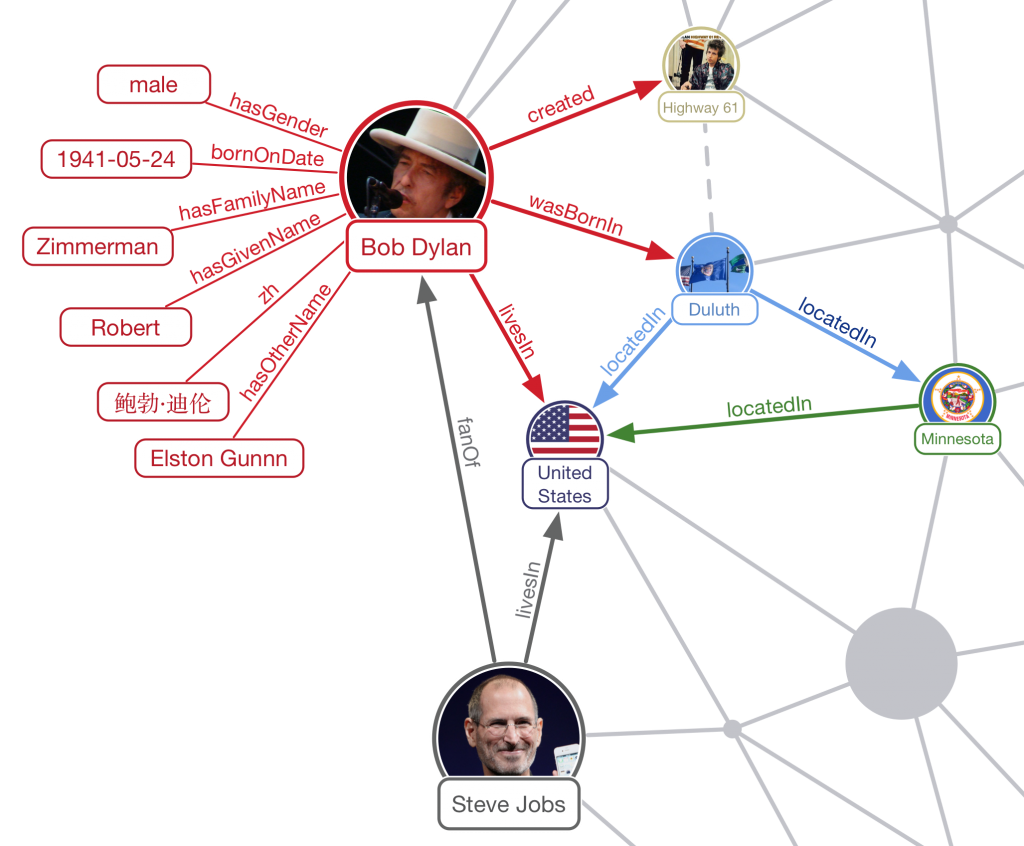 male
hasGender
1941-05-24
bornOnDate
hasFamilyName
Zimmerman
hasGivenName
Robert
zh
鲍勃·迪伦
hasOtherName
Elston Gunnn
Bob Dylan
created
Highway 61
wasBornIn
Duluth
livesIn
locatedIn
locatedIn
locatedIn
Minnesota
United
States
fanOf
livesIn
Steve Jobs